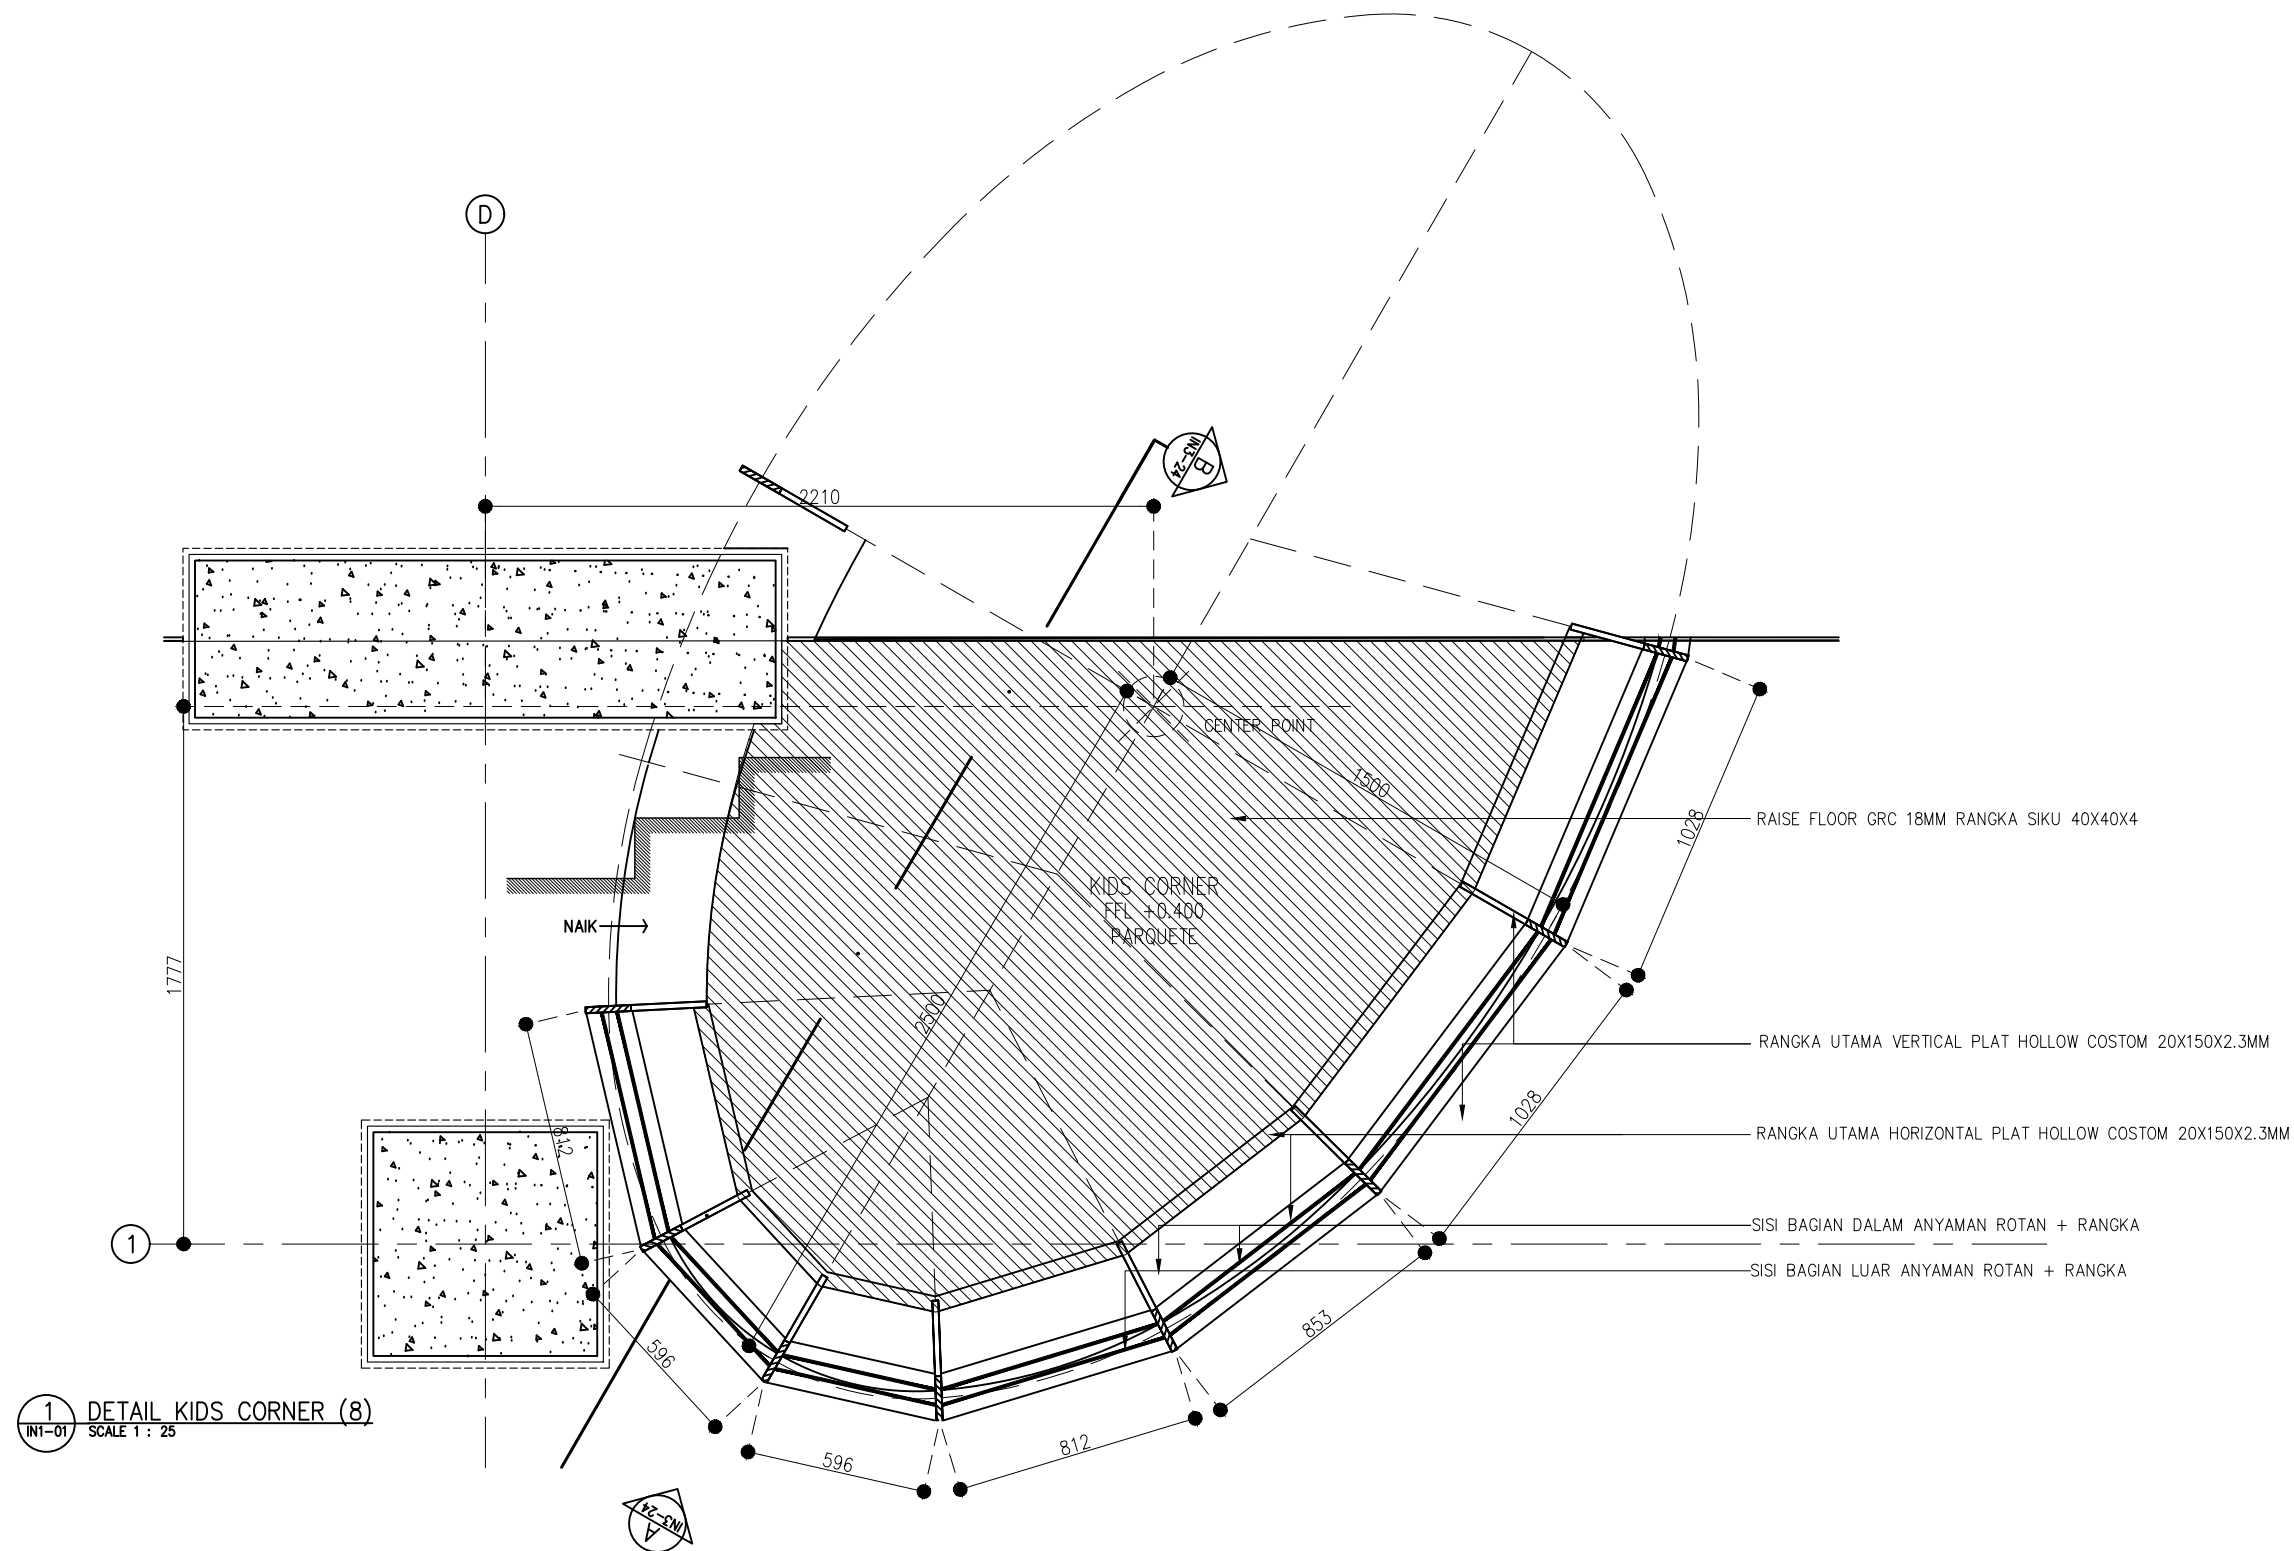 D
B
IN3-24
2210
CENTER POINT
1500
1028
RAISE FLOOR GRC 18MM RANGKA SIKU 40X40X4
KIDS CORNER
FFL +0.400
PARQUETE
NAIK
1777
2500
RANGKA UTAMA VERTICAL PLAT HOLLOW COSTOM 20X150X2.3MM
1028
812
RANGKA UTAMA HORIZONTAL PLAT HOLLOW COSTOM 20X150X2.3MM
SISI BAGIAN DALAM ANYAMAN ROTAN + RANGKA
1
SISI BAGIAN LUAR ANYAMAN ROTAN + RANGKA
853
596
1
IN1-01
DETAIL KIDS CORNER (8)
SCALE 1 : 25
812
596
A
IN3-24